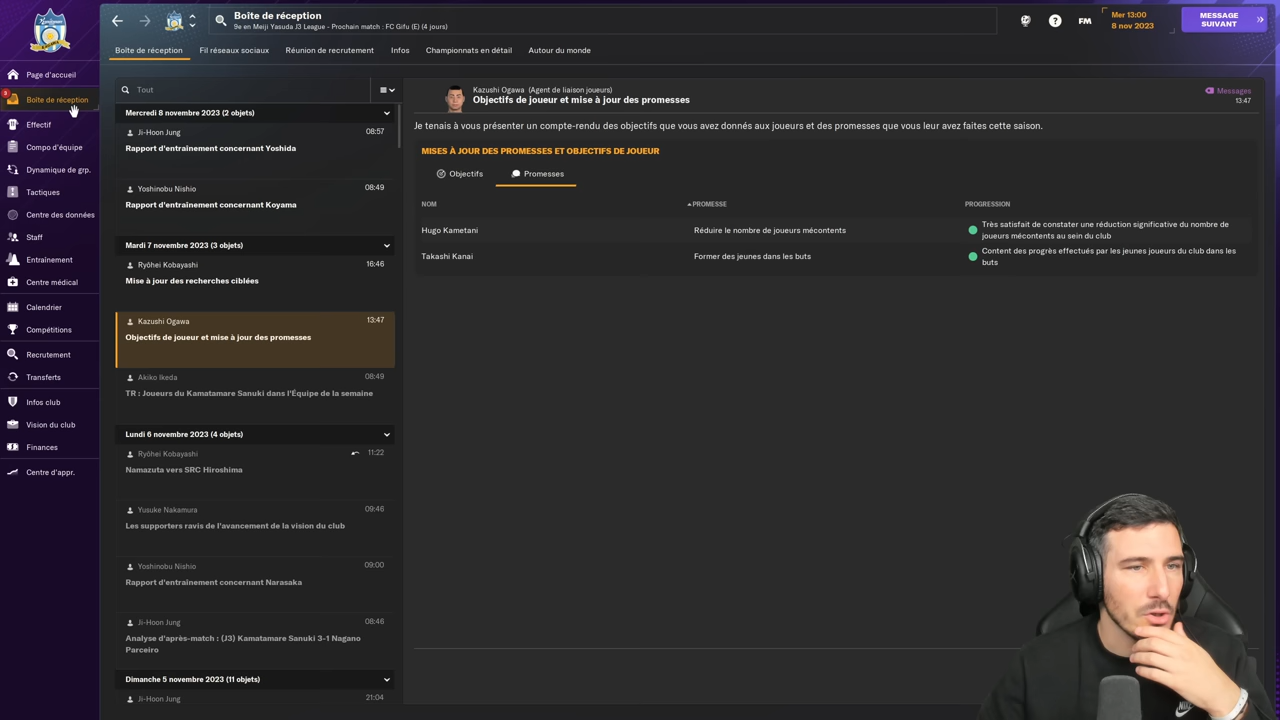 Boîte de réception
9e en Meiji Yasuda J3 League - Prochain match : FC Gifu (E) (4 jours)
FM
Mer 13:00
8 nov 2023
MESSAGE SUIVANT
Boîte de réception
Fil réseaux sociaux
Réunion de recrutement
Infos
Championnats en détail
Autour du monde
Page d'accueil
3
Boîte de réception
Effectif
Compo d'équipe
Dynamique de grp.
Tactiques
Centre des données
Staff
Entraînement
Centre médical
Calendrier
Compétitions
Recrutement
Transferts
Infos club
Vision du club
Finances
Centre d'appr.
Tout
Mercredi 8 novembre 2023 (2 objets)
Ji-Hoon Jung 08:57
Rapport d'entraînement concernant Yoshida
Yoshinobu Nishio 08:49
Rapport d'entraînement concernant Koyama
Mardi 7 novembre 2023 (3 objets)
Ryôhei Kobayashi 16:46
Mise à jour des recherches ciblées
Kazushi Ogawa 13:47
Objectifs de joueur et mise à jour des promesses
Akiko Ikeda 08:49
TR : Joueurs du Kamatamare Sanuki dans l'Équipe de la semaine
Lundi 6 novembre 2023 (4 objets)
Ryôhei Kobayashi 11:22
Namazuta vers SRC Hiroshima
Yusuke Nakamura 09:46
Les supporters ravis de l'avancement de la vision du club
Yoshinobu Nishio 09:00
Rapport d'entraînement concernant Narasaka
Ji-Hoon Jung 08:46
Analyse d'après-match : (J3) Kamatamare Sanuki 3-1 Nagano
Parceiro
Dimanche 5 novembre 2023 (11 objets)
Ji-Hoon Jung 21:04
Kazushi Ogawa (Agent de liaison joueurs)
Objectifs de joueur et mise à jour des promesses
Messages
13:47
Je tenais à vous présenter un compte-rendu des objectifs que vous avez donnés aux joueurs et des promesses que vous leur avez faites cette saison.
MISES À JOUR DES PROMESSES ET OBJECTIFS DE JOUEUR
Objectifs
Promesses
NOM PROMESSE PROGRESSION
Hugo Kametani Réduire le nombre de joueurs mécontents Très satisfait de constater une réduction significative du nombre de
joueurs mécontents au sein du club
Takashi Kanai Former des jeunes dans les buts Content des progrès effectués par les jeunes joueurs du club dans les
buts